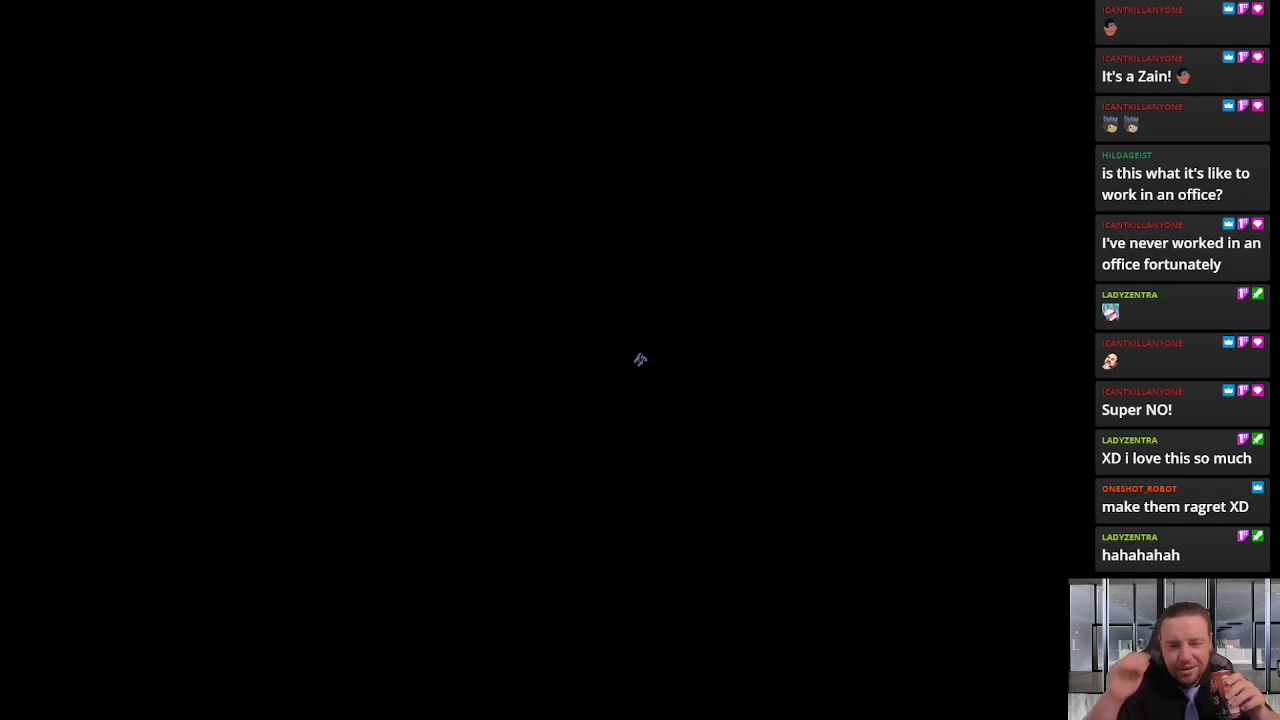 ICANTKILLANYONE
ICANTKILLANYONE
It's a Zain!
ICANTKILLANYONE
HILDAGEIST
is this what it's like to
work in an office?
ICANTKILLANYONE
I've never worked in an
office fortunately
LADYZENTRA
ICANTKILLANYONE
ICANTKILLANYONE
Super NO!
LADYZENTRA
XD i love this so much
ONESHOT_ROBOT
make them ragret XD
LADYZENTRA
hahahahah